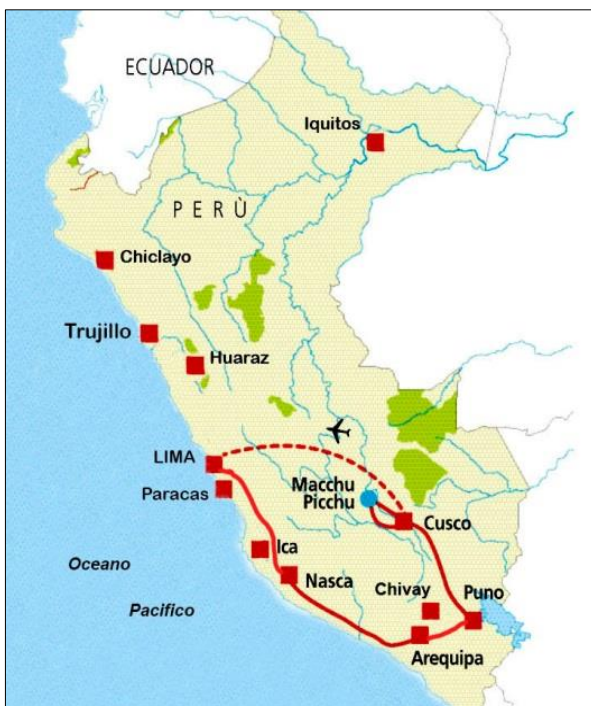 ECUADOR
Iquitos
PERÙ
Chiclayo
Trujillo
Huaraz
LIMA
Macchu
Picchu
Paracas
Cusco
Ica
Oceano
Nasca
Chivay
Puno
Pacifico
Arequipa